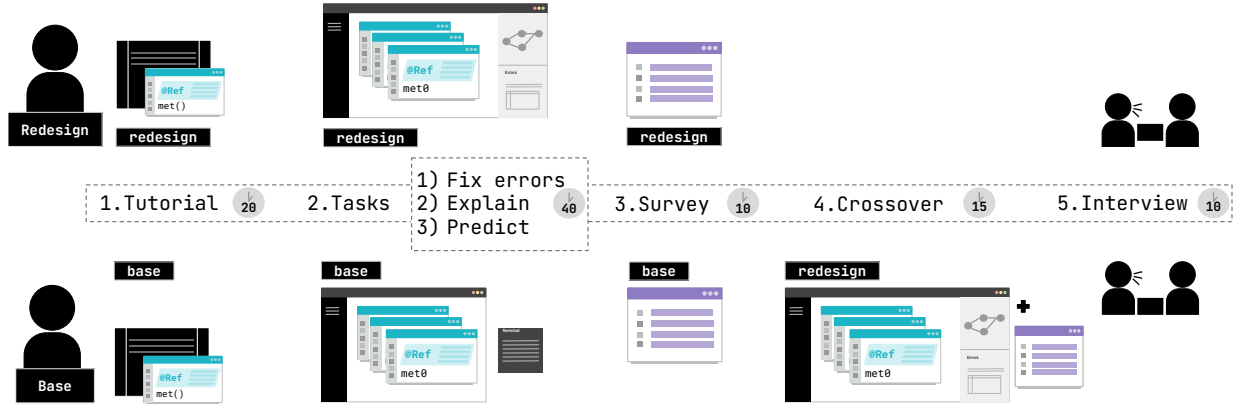 @Ref
met()
Redesign
redesign
@Ref
met0
Errors
redesign
redesign
1.Tutorial
20
2.Tasks
1) Fix errors
2) Explain
3) Predict
40
3.Survey
10
4.Crossover
15
5.Interview
10
base
base
base
redesign
@Ref
met()
Base
@Ref
met0
Terminal
@Ref
met0
Errors